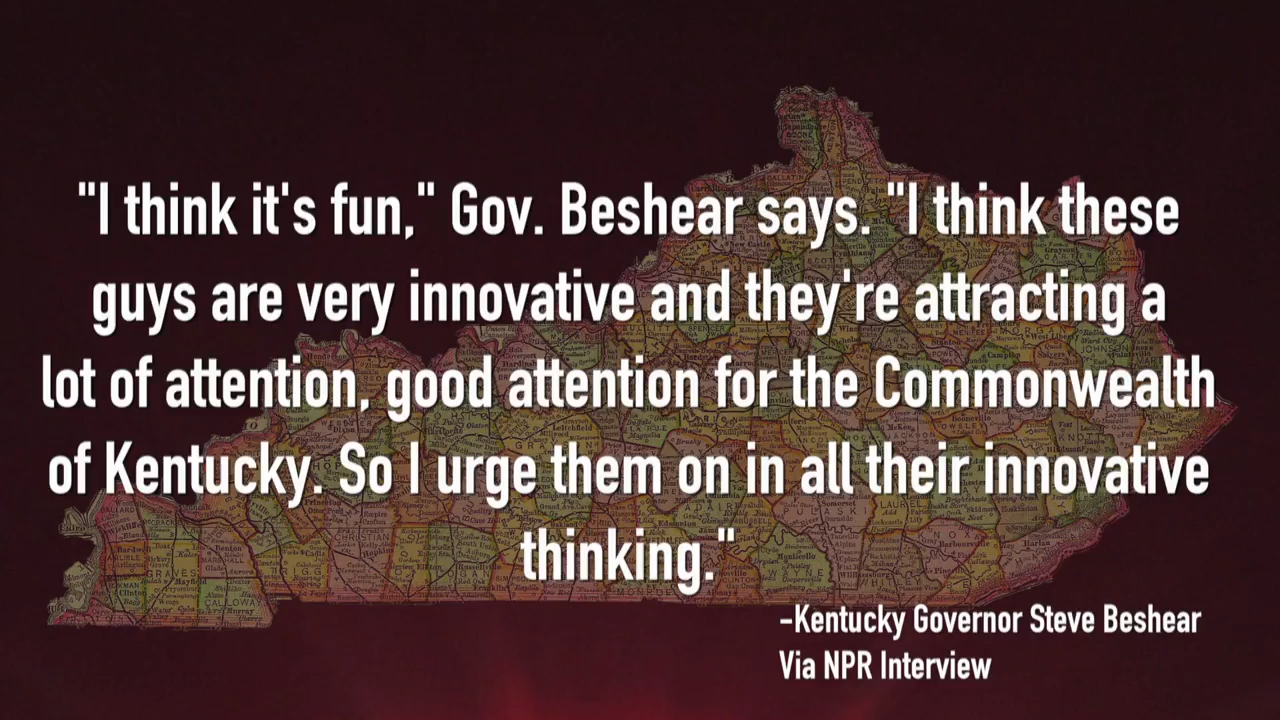 "I think it's fun," Gov. Beshear says. "I think these
guys are very innovative and they're attracting a
lot of attention, good attention for the Commonwealth
of Kentucky. So I urge them on in all their innovative
thinking."
–Kentucky Governor Steve Beshear
Via NPR Interview